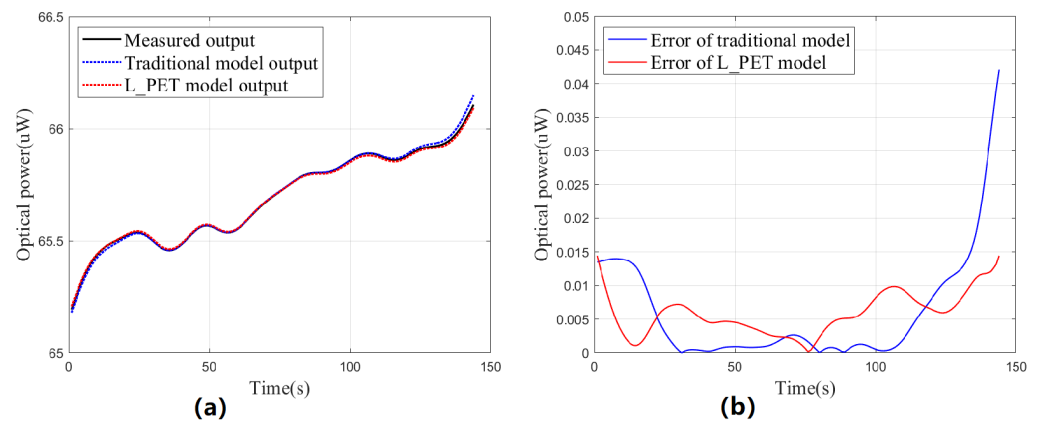 66.5
66
65.5
65
0
50
100
150
Optical power(uW)
Time(s)
Measured output
Traditional model output
L_PET model output
(a)
0.05
0.045
0.04
0.035
0.03
0.025
0.02
0.015
0.01
0.005
0
0
50
100
150
Optical power(uW)
Time(s)
Error of traditional model
Error of L_PET model
(b)